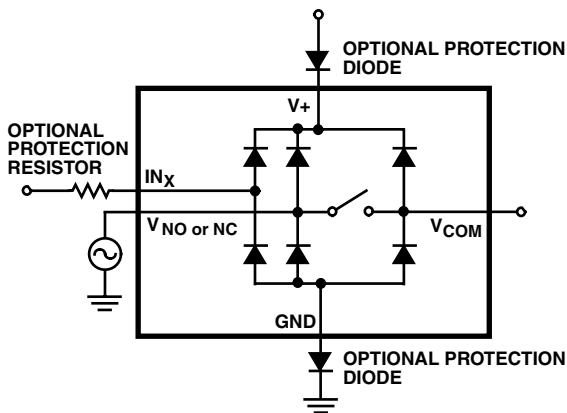 OPTIONAL PROTECTION
DIODE
V+
OPTIONAL
PROTECTION
RESISTOR
INX
VNO or NC
VCOM
GND
OPTIONAL PROTECTION
DIODE